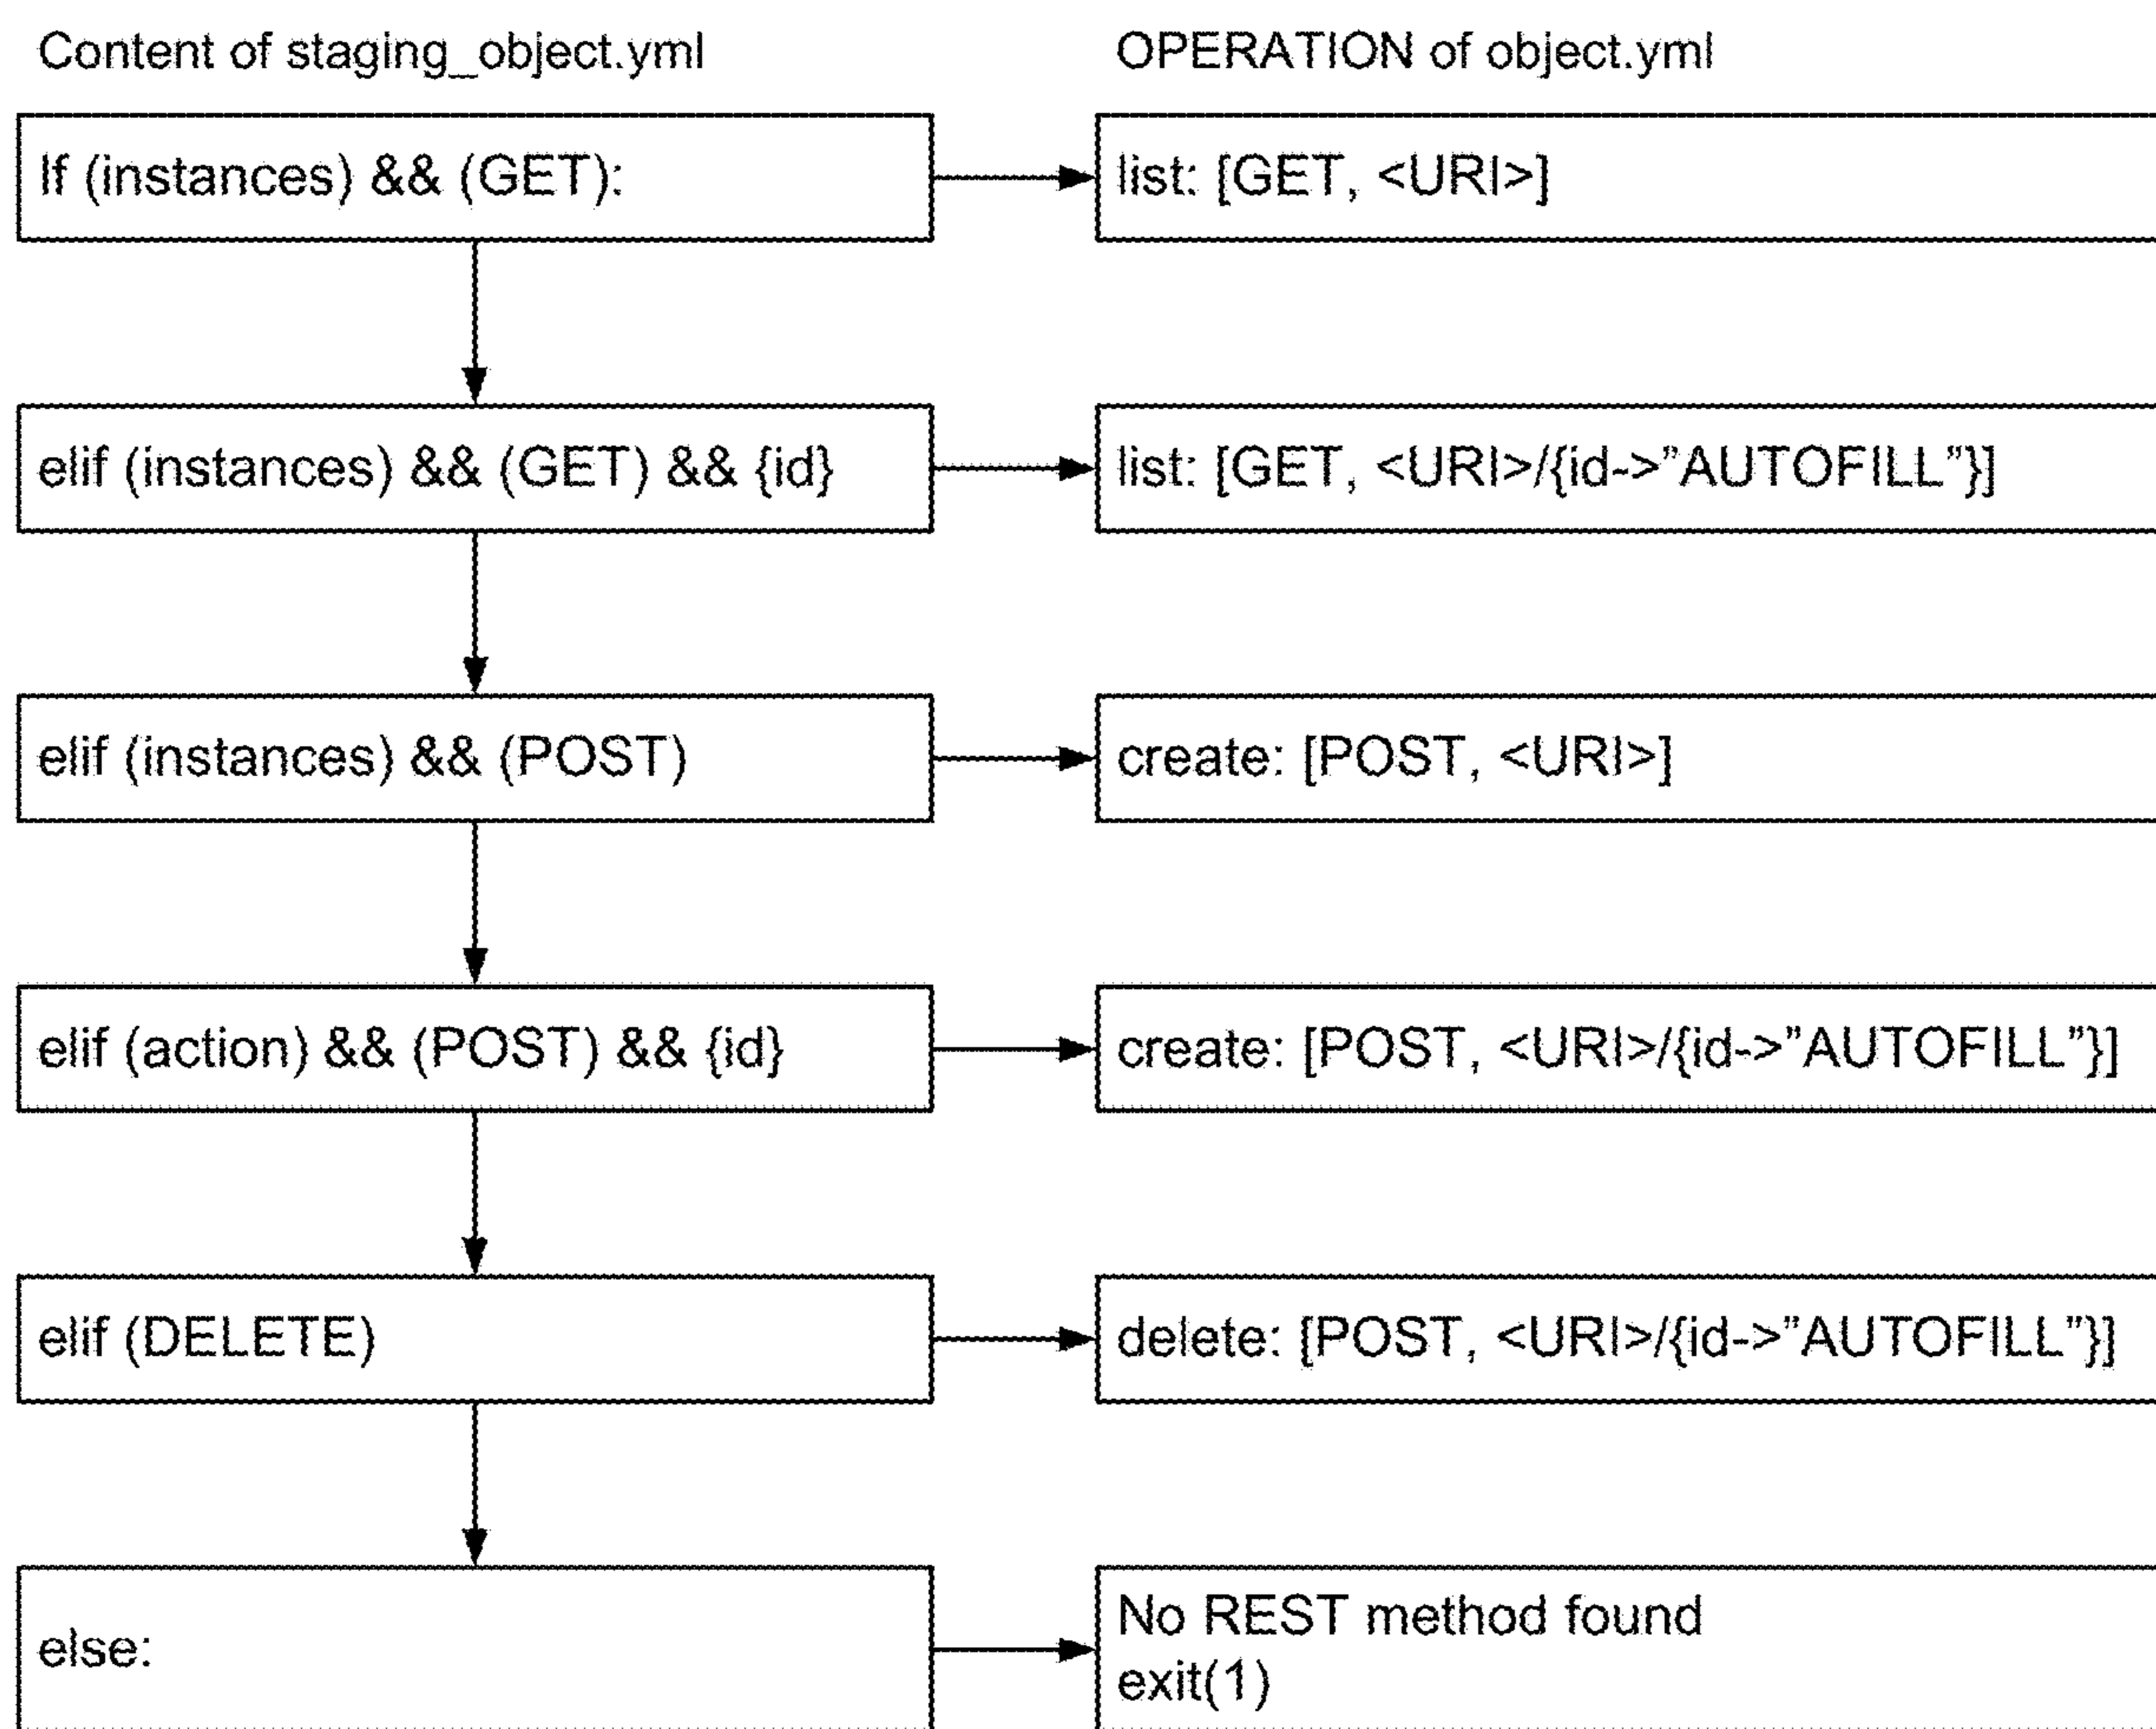 Content of staging_object.yml
OPERATION of object.yml
If (instances) && (GET):
list: [GET, <URI>]
elif (instances) && (GET) && {id}
list: [GET, <URI>/{id->”AUTOFILL”}]
elif (instances) && (POST)
create: [POST, <URI>]
elif (action) && (POST) && {id}
create: [POST, <URI>/{id->”AUTOFILL”}]
elif (DELETE)
delete: [POST, <URI>/{id->”AUTOFILL”}]
else:
No REST method found
exit(1)